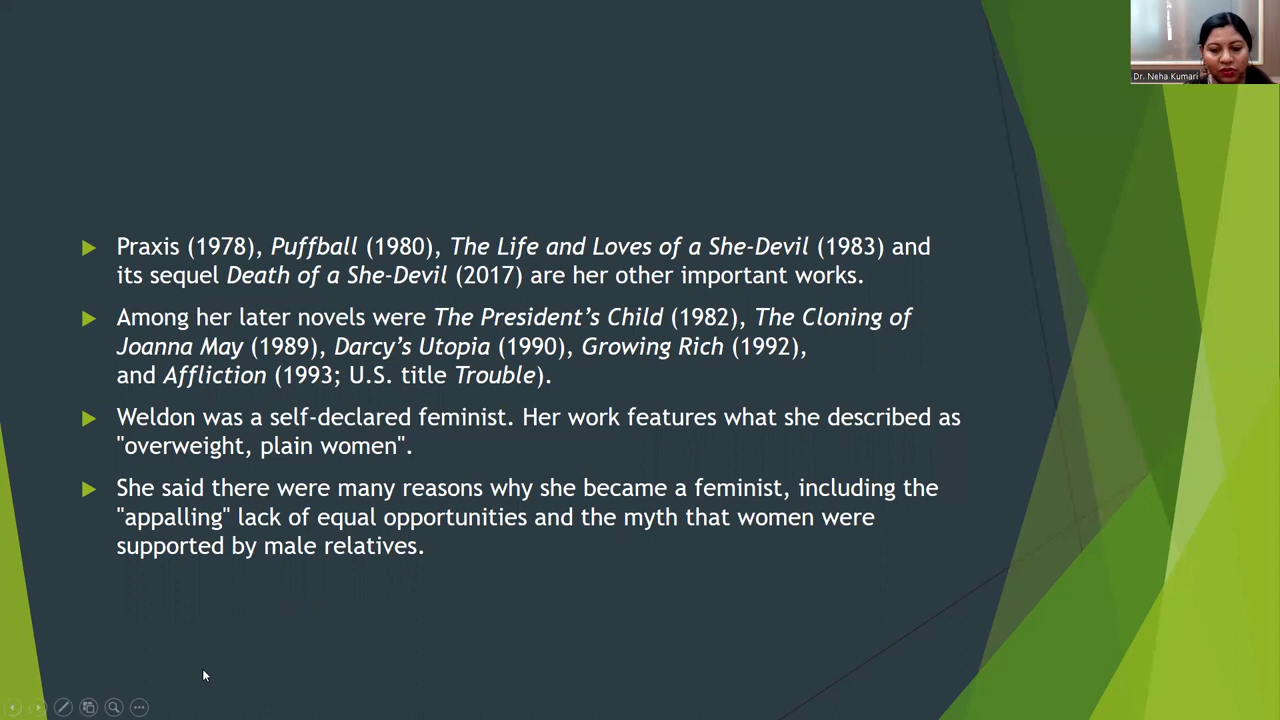 Dr. Neha Kumari
Praxis (1978), Puffball (1980), The Life and Loves of a She-Devil (1983) and
its sequel Death of a She-Devil (2017) are her other important works.
Among her later novels were The President’s Child (1982), The Cloning of
Joanna May (1989), Darcy’s Utopia (1990), Growing Rich (1992),
and Affliction (1993; U.S. title Trouble).
Weldon was a self-declared feminist. Her work features what she described as
"overweight, plain women".
She said there were many reasons why she became a feminist, including the
"appalling" lack of equal opportunities and the myth that women were
supported by male relatives.